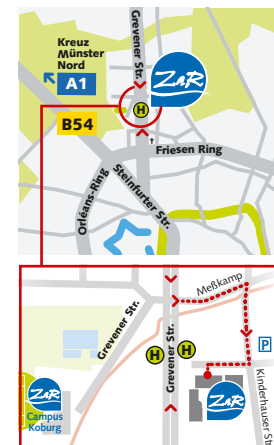 Kreuz
Münster
Nord
A1
B54
Grevener Str.
ZaR
H
Friesen Ring
Orléans-Ring
Steinfurter Str.
Meßkamp
Grevener Str.
Grevener Str.
H
H
P
Kinderhauser S
ZaR
Campus
Koburg
ZaR